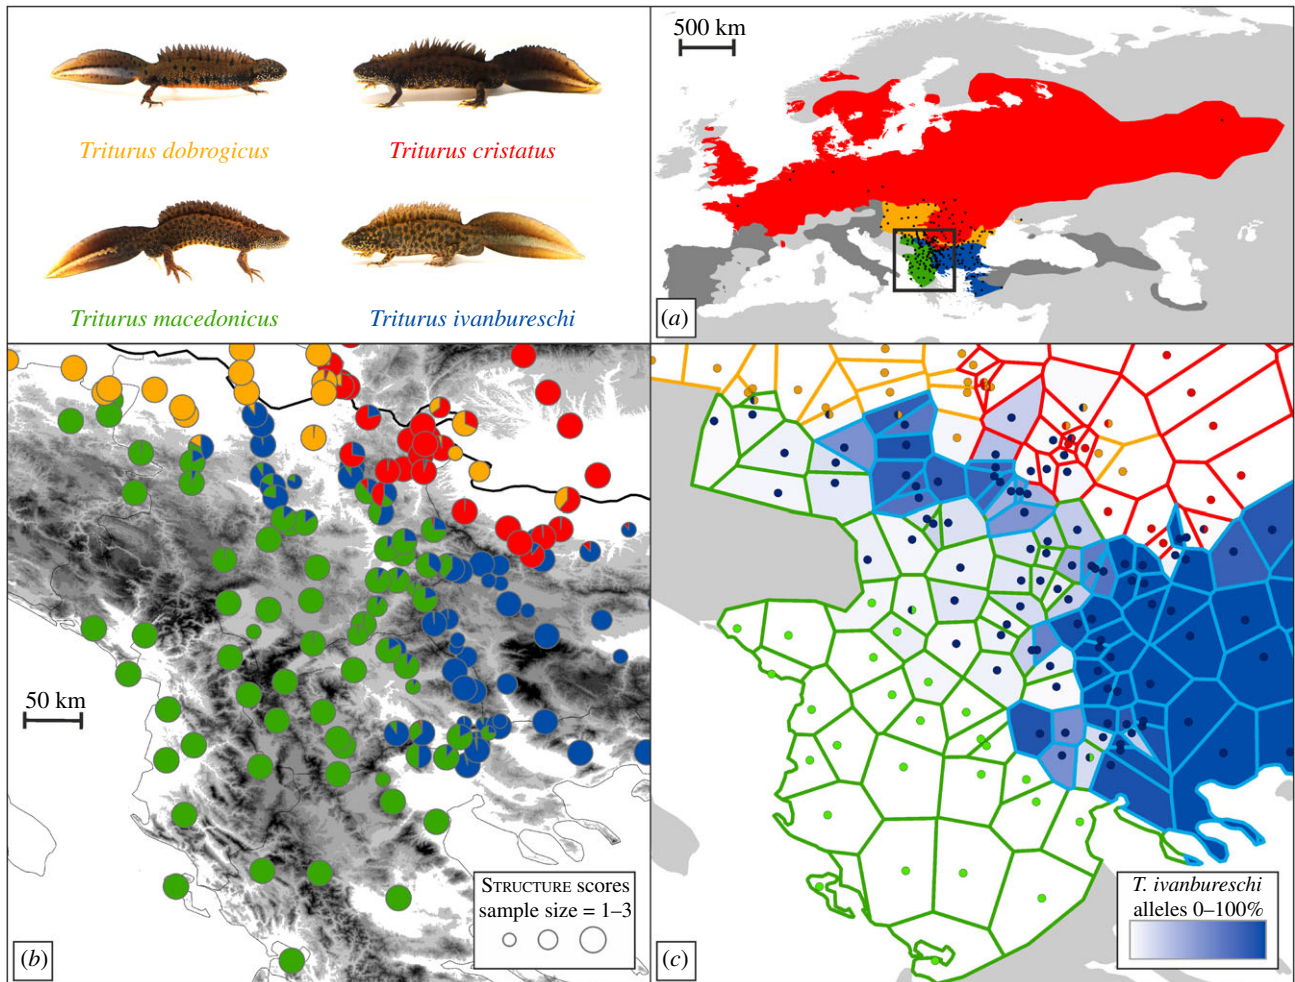 Triturus dobrogicus
Triturus cristatus
Triturus macedonicus
Triturus ivanbureschi
500 km
(a)
50 km
STRUCTURE scores
sample size = 1–3
(b)
T. ivanbureschi
alleles 0–100%
(c)